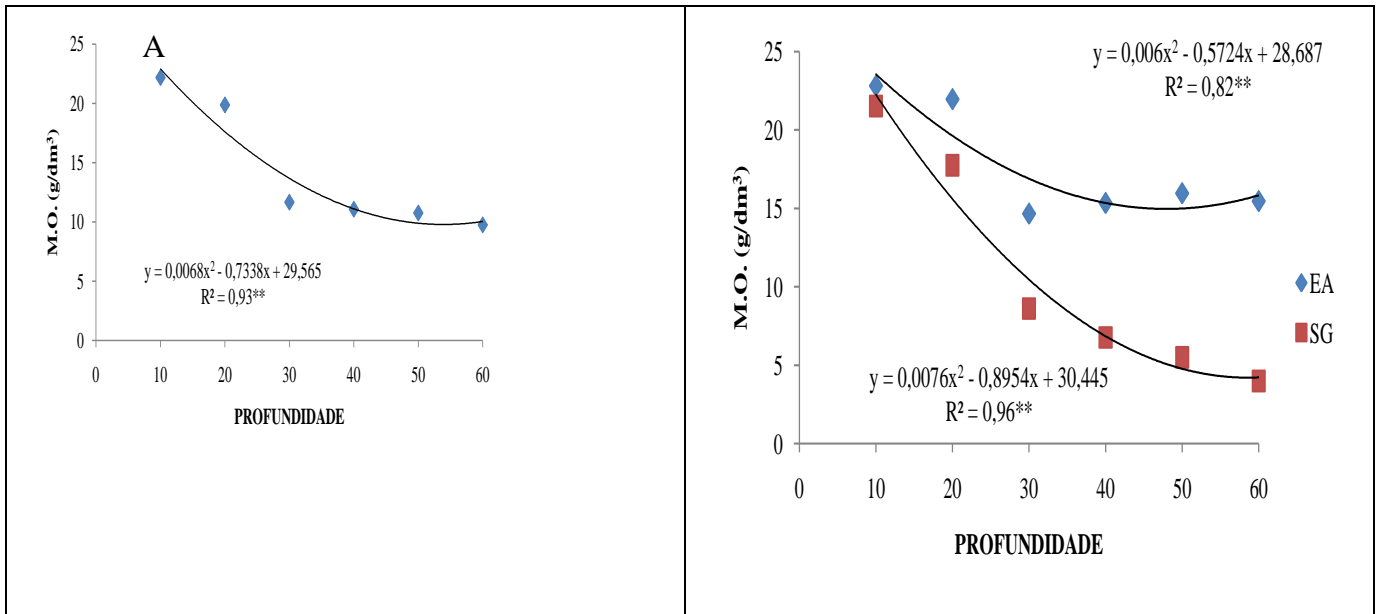 A
M.O. (g/dm³)
25
20
15
10
5
0
y = 0,0068x² - 0,7338x + 29,565
R² = 0,93**
0 10 20 30 40 50 60
PROFUNDIDADE
M.O. (g/dm³)
25
20
15
10
5
0
y = 0,006x² - 0,5724x + 28,687
R² = 0,82**
EA
SG
y = 0,0076x² - 0,8954x + 30,445
R² = 0,96**
0 10 20 30 40 50 60
PROFUNDIDADE